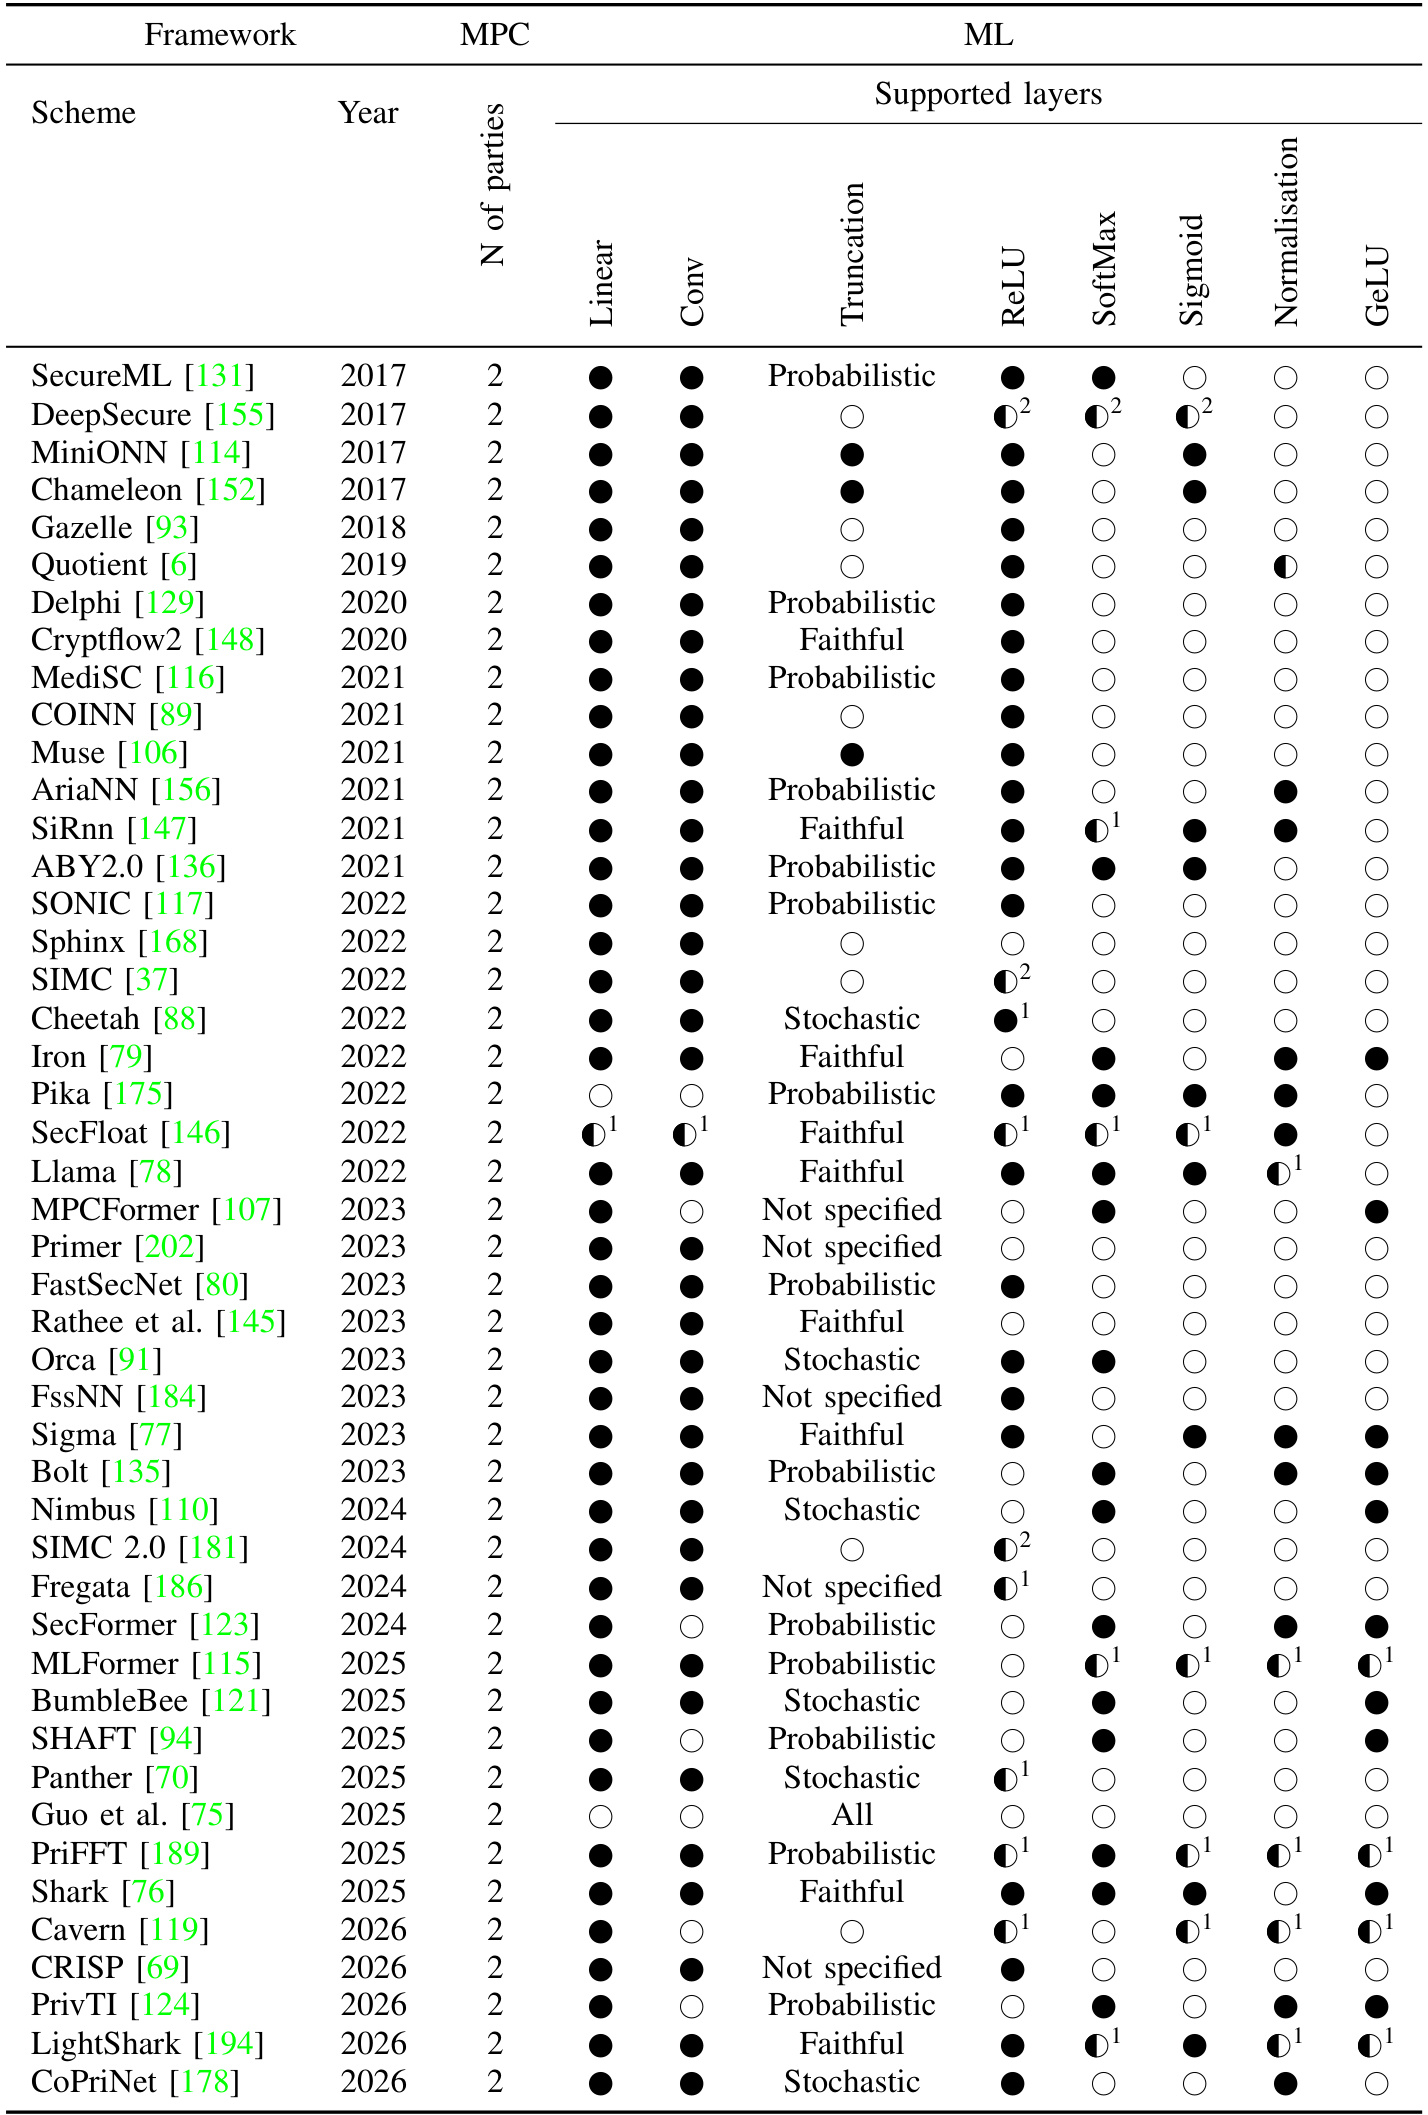 Framework MPC ML
Supported layers
Scheme Year N of parties Linear Conv Truncation ReLU SoftMax Sigmoid Normalisation GeLU
SecureML [131] 2017 2 ● ● Probabilistic ● ● ○ ○ ○
DeepSecure [155] 2017 2 ● ● ○ ◐2 ◐2 ◐2 ○ ○
MiniONN [114] 2017 2 ● ● ● ● ○ ● ○ ○
Chameleon [152] 2017 2 ● ● ● ● ○ ● ○ ○
Gazelle [93] 2018 2 ● ● ○ ● ○ ○ ○ ○
Quotient [6] 2019 2 ● ● ○ ● ○ ○ ◐ ○
Delphi [129] 2020 2 ● ● Probabilistic ● ○ ○ ○ ○
Cryptflow2 [148] 2020 2 ● ● Faithful ● ○ ○ ○ ○
MediSC [116] 2021 2 ● ● Probabilistic ● ○ ○ ○ ○
COINN [89] 2021 2 ● ● ○ ● ○ ○ ○ ○
Muse [106] 2021 2 ● ● ● ● ○ ○ ○ ○
AriaNN [156] 2021 2 ● ● Probabilistic ● ○ ○ ● ○
SiRnn [147] 2021 2 ● ● Faithful ● ◐1 ● ● ○
ABY2.0 [136] 2021 2 ● ● Probabilistic ● ● ● ○ ○
SONIC [117] 2022 2 ● ● Probabilistic ● ○ ○ ○ ○
Sphinx [168] 2022 2 ● ● ○ ○ ○ ○ ○ ○
SIMC [37] 2022 2 ● ● ○ ◐2 ○ ○ ○ ○
Cheetah [88] 2022 2 ● ● Stochastic ●1 ○ ○ ○ ○
Iron [79] 2022 2 ● ● Faithful ○ ● ○ ● ●
Pika [175] 2022 2 ○ ○ Probabilistic ● ● ● ● ○
SecFloat [146] 2022 2 ◐1 ◐1 Faithful ◐1 ◐1 ◐1 ● ○
Llama [78] 2022 2 ● ● Faithful ● ● ● ◐1 ○
MPCFormer [107] 2023 2 ● ○ Not specified ○ ● ○ ○ ●
Primer [202] 2023 2 ● ● Not specified ○ ○ ○ ○ ○
FastSecNet [80] 2023 2 ● ● Probabilistic ● ○ ○ ○ ○
Rathee et al. [145] 2023 2 ● ● Faithful ○ ○ ○ ○ ○
Orca [91] 2023 2 ● ● Stochastic ● ● ○ ○ ○
FssNN [184] 2023 2 ● ● Not specified ● ○ ○ ○ ○
Sigma [77] 2023 2 ● ● Faithful ● ○ ● ● ●
Bolt [135] 2023 2 ● ● Probabilistic ○ ● ○ ● ●
Nimbus [110] 2024 2 ● ● Stochastic ○ ● ○ ○ ●
SIMC 2.0 [181] 2024 2 ● ● ○ ◐2 ○ ○ ○ ○
Fregata [186] 2024 2 ● ● Not specified ◐1 ○ ○ ○ ○
SecFormer [123] 2024 2 ● ○ Probabilistic ○ ● ○ ● ●
MLFormer [115] 2025 2 ● ● Probabilistic ○ ◐1 ◐1 ◐1 ◐1
BumbleBee [121] 2025 2 ● ● Stochastic ○ ● ○ ○ ●
SHAFT [94] 2025 2 ● ○ Probabilistic ○ ● ○ ○ ●
Panther [70] 2025 2 ● ● Stochastic ◐1 ○ ○ ○ ○
Guo et al. [75] 2025 2 ○ ○ All ○ ○ ○ ○ ○
PriFFT [189] 2025 2 ● ● Probabilistic ◐1 ● ◐1 ◐1 ◐1
Shark [76] 2025 2 ● ● Faithful ● ● ● ○ ●
Cavern [119] 2026 2 ● ○ ○ ◐1 ○ ◐1 ◐1 ◐1
CRISP [69] 2026 2 ● ● Not specified ● ○ ○ ○ ○
PrivTI [124] 2026 2 ● ○ Probabilistic ○ ● ○ ● ●
LightShark [194] 2026 2 ● ● Faithful ● ◐1 ● ◐1 ◐1
CoPriNet [178] 2026 2 ● ● Stochastic ● ○ ○ ● ○